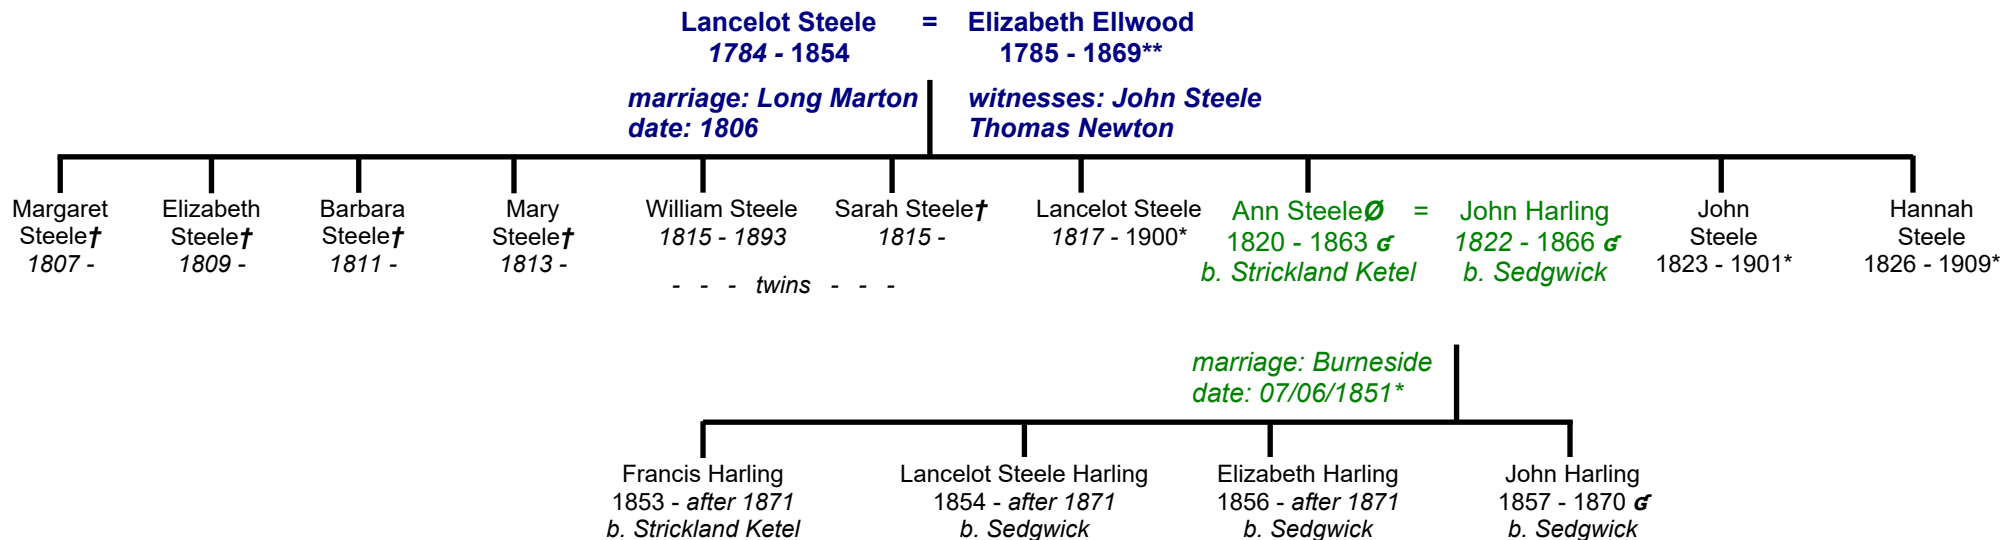 Lancelot Steele = Elizabeth Ellwood
1784 - 1854 1785 - 1869**
marriage: Long Marton
date: 1806
witnesses: John Steele
Thomas Newton
Margaret
Steele†
1807 -
Elizabeth
Steele†
1809 -
Barbara
Steele†
1811 -
Mary
Steele†
1813 -
William Steele
1815 - 1893
Sarah Steele†
1815 -
- - - twins - - -
Lancelot Steele
1817 - 1900*
Ann SteeleØ = John Harling
1820 - 1863 ɠ
b. Strickland Ketel
1822 - 1866 ɠ
b. Sedgwick
John
Steele
1823 - 1901*
Hannah
Steele
1826 - 1909*
marriage: Burneside
date: 07/06/1851*
Francis Harling
1853 - after 1871
b. Strickland Ketel
Lancelot Steele Harling
1854 - after 1871
b. Sedgwick
Elizabeth Harling
1856 - after 1871
b. Sedgwick
John Harling
1857 - 1870 ɠ
b. Sedgwick